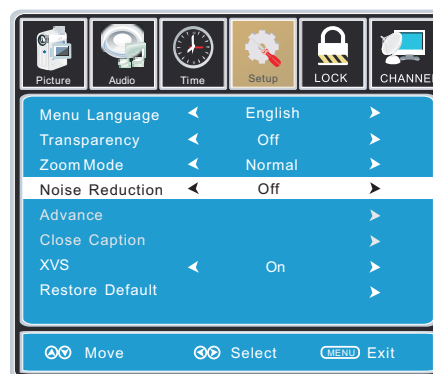 Picture Audio Time Setup LOCK CHANNE
Menu Language English
Transparency Off
Zoom Mode Normal
Noise Reduction Off
Advance
Close Caption
XVS On
Restore Default
Move Select MENU Exit